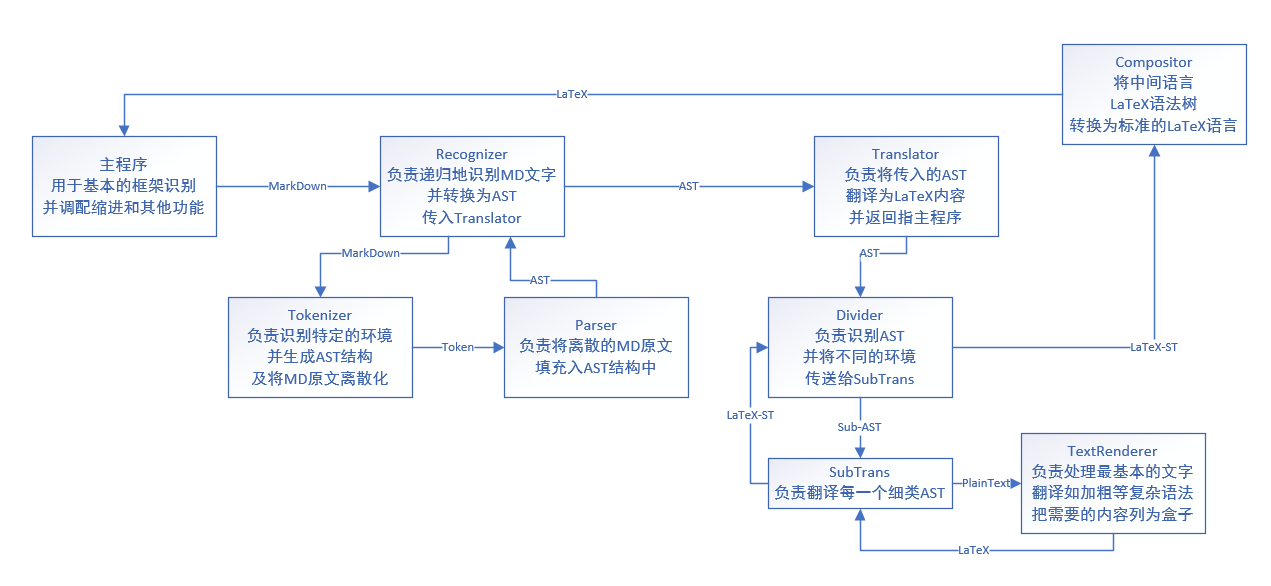 Compositor
将中间语言
LaTeX语法树
转换为标准的LaTeX语言
LaTeX
主程序
用于基本的框架识别
并调配缩进和其他功能
MarkDown
Recognizer
负责递归地识别MD文字
并转换为AST
传入Translator
AST
Translator
负责将传入的AST
翻译为LaTeX内容
并返回指主程序
MarkDown
AST
AST
Tokenizer
负责识别特定的环境
并生成AST结构
及将MD原文离散化
Token
Parser
负责将离散的MD原文
填充入AST结构中
Divider
负责识别AST
并将不同的环境
传送给SubTrans
LaTeX-ST
LaTeX-ST
Sub-AST
SubTrans
负责翻译每一个细类AST
PlainText
TextRenderer
负责处理最基本的文字
翻译如加粗等复杂语法
把需要的内容列为盒子
LaTeX